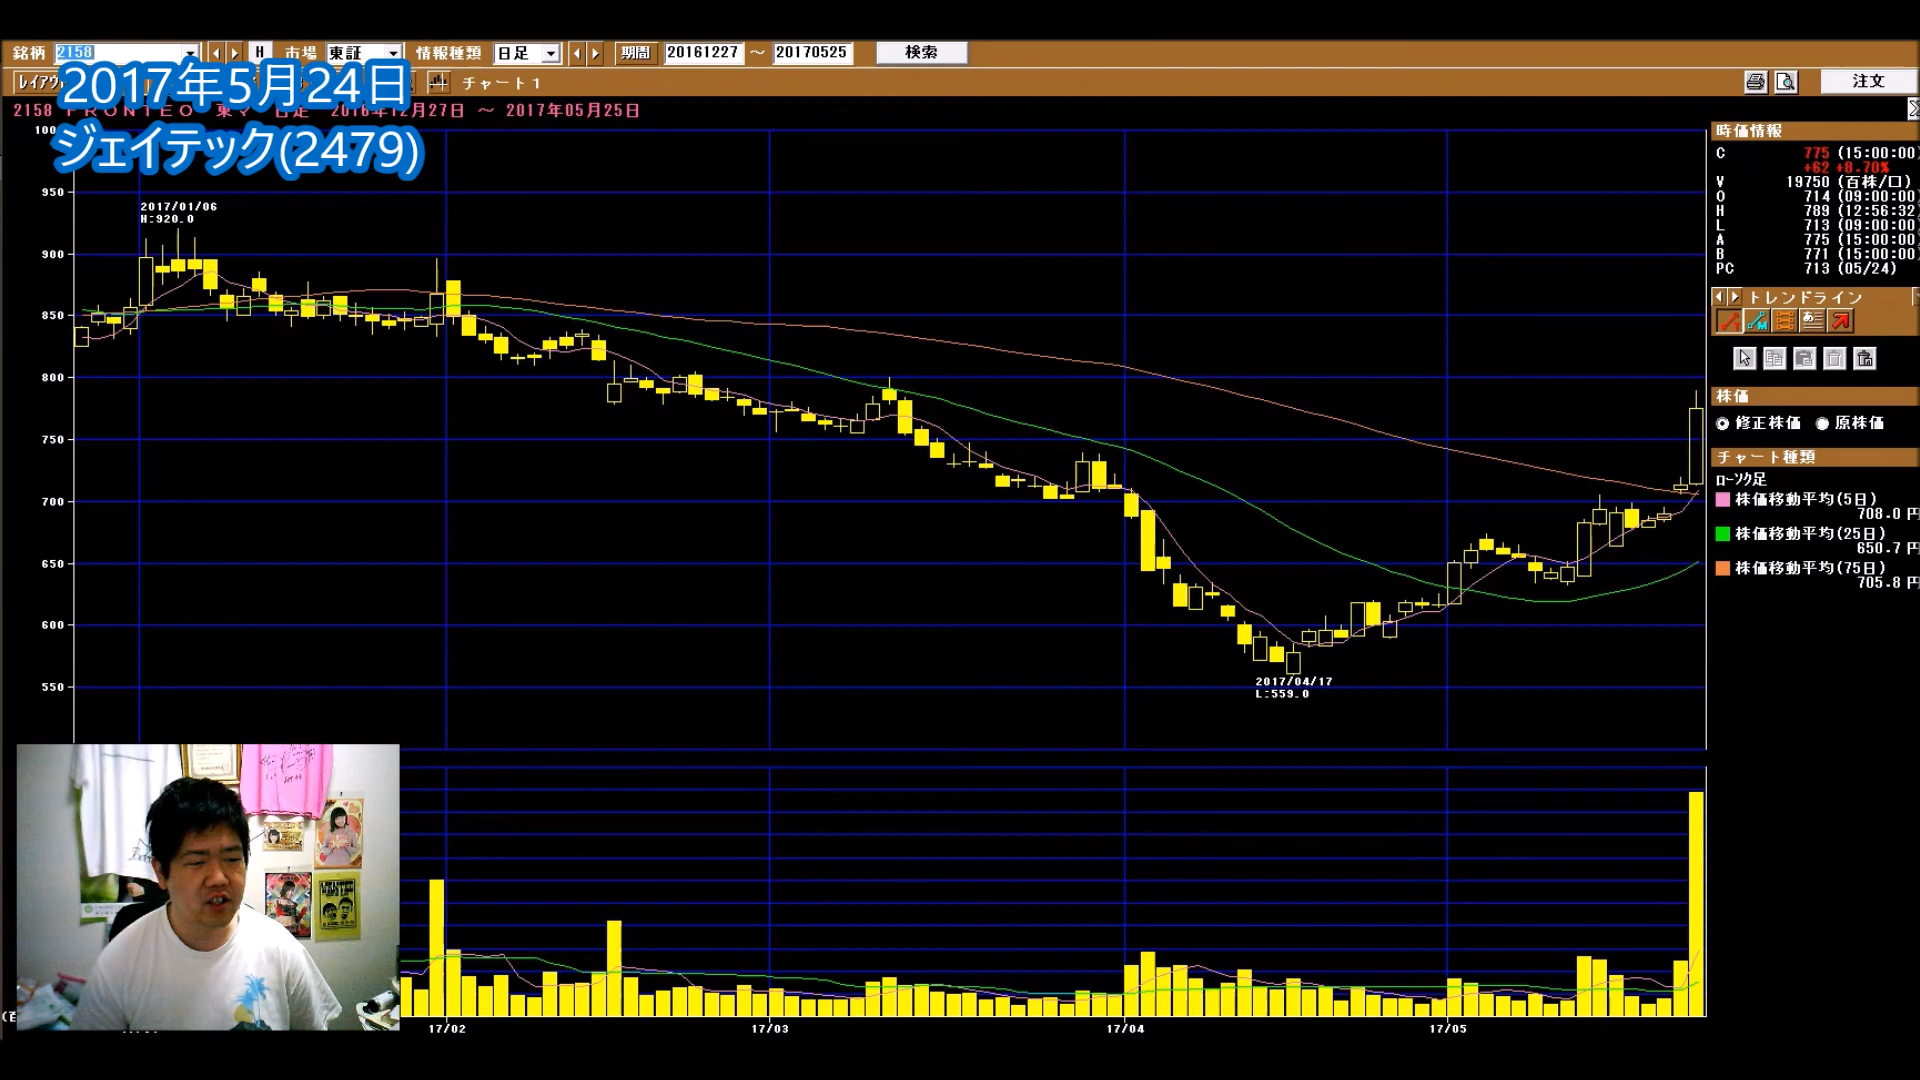 銘柄 2158 H 市場 東証 情報種類 日足 期間 20161227 ～ 20170525 検索
チャート１ 注文
2017年5月24日
2158 ＦＲＯＮＴＥＯ 東マ 日足 2016年12月27日 ～ 2017年05月25日
ジェイテック(2479)
950
900
850
800
750
700
650
600
550
2017/01/06
H:920.0
2017/04/17
L:559.0
17/02 17/03 17/04 17/05
時価情報
C 775 (15:00:00)
+62 +8.70%
V 19750 (百株/口)
O 714 (09:00:00)
H 789 (12:56:32)
L 713 (09:00:00)
A 775 (15:00:00)
B 771 (15:00:00)
PC 713 (05/24)
トレンドライン
株価
修正株価 原株価
チャート種類
ﾛｰｿｸ足
株価移動平均(5日)
708.0 円
株価移動平均(25日)
650.7 円
株価移動平均(75日)
705.8 円
WANTED